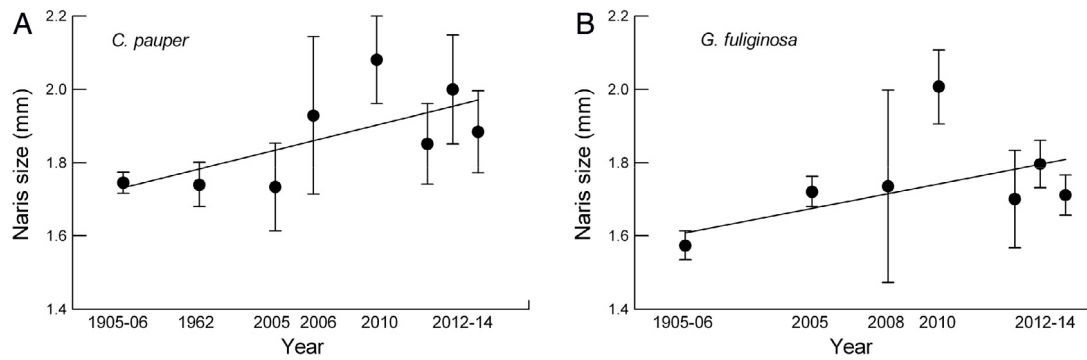 A
C. pauper
Naris size (mm)
2.2
2.0
1.8
1.6
1.4
1905-06 1962 2005 2006 2010 2012-14
Year
B
G. fuliginosa
Naris size (mm)
2.2
2.0
1.8
1.6
1.4
1905-06 2005 2008 2010 2012-14
Year